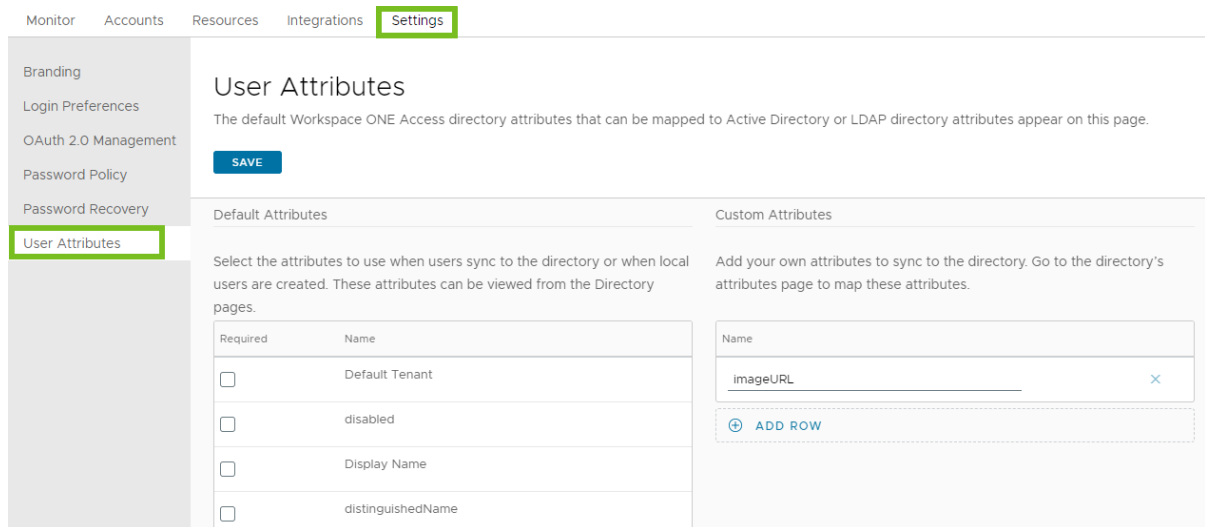 Monitor Accounts Resources Integrations Settings
Branding
Login Preferences
OAuth 2.0 Management
Password Policy
Password Recovery
User Attributes
User Attributes
The default Workspace ONE Access directory attributes that can be mapped to Active Directory or LDAP directory attributes appear on this page.
SAVE
Default Attributes
Select the attributes to use when users sync to the directory or when local
users are created. These attributes can be viewed from the Directory
pages.
Required Name
Default Tenant
disabled
Display Name
distinguishedName
Custom Attributes
Add your own attributes to sync to the directory. Go to the directory's
attributes page to map these attributes.
Name
imageURL
ADD ROW